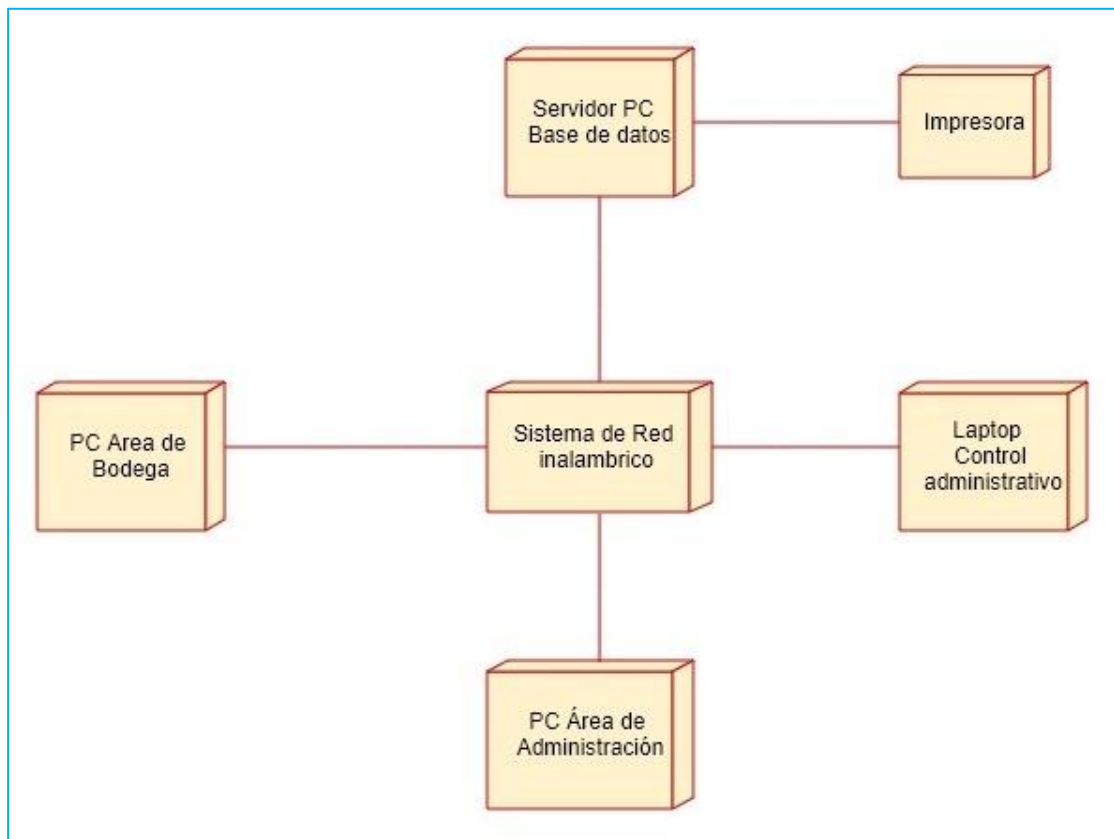 Servidor PC
Base de datos
Impresora
PC Area de
Bodega
Sistema de Red
inalambrico
Laptop
Control
administrativo
PC Área de
Administración